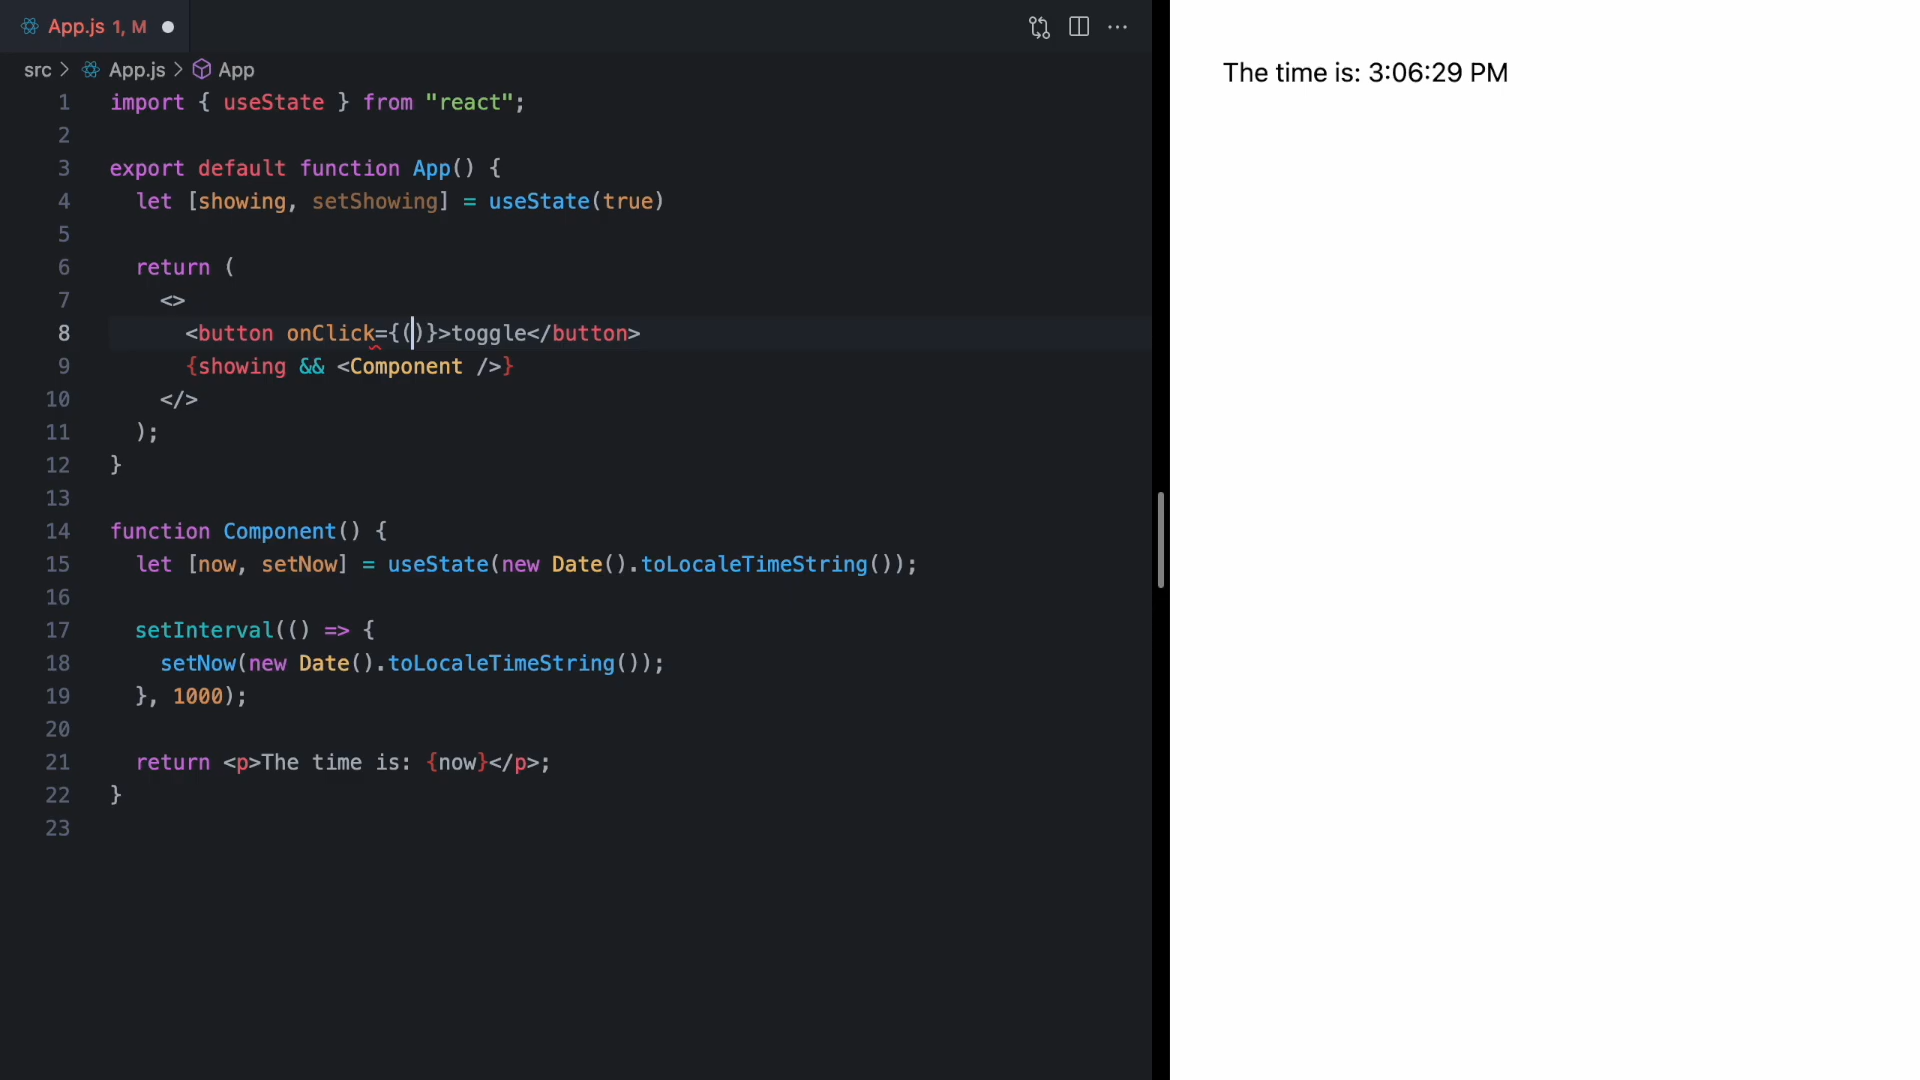 App.js 1, M
src > App.js > App
1 import { useState } from "react";
2
3 export default function App() {
4 let [showing, setShowing] = useState(true)
5
6 return (
7 <>
8 <button onClick={()}>toggle</button>
9 {showing && <Component />}
10 </>
11 );
12 }
13
14 function Component() {
15 let [now, setNow] = useState(new Date().toLocaleTimeString());
16
17 setInterval(() => {
18 setNow(new Date().toLocaleTimeString());
19 }, 1000);
20
21 return <p>The time is: {now}</p>;
22 }
23
The time is: 3:06:29 PM